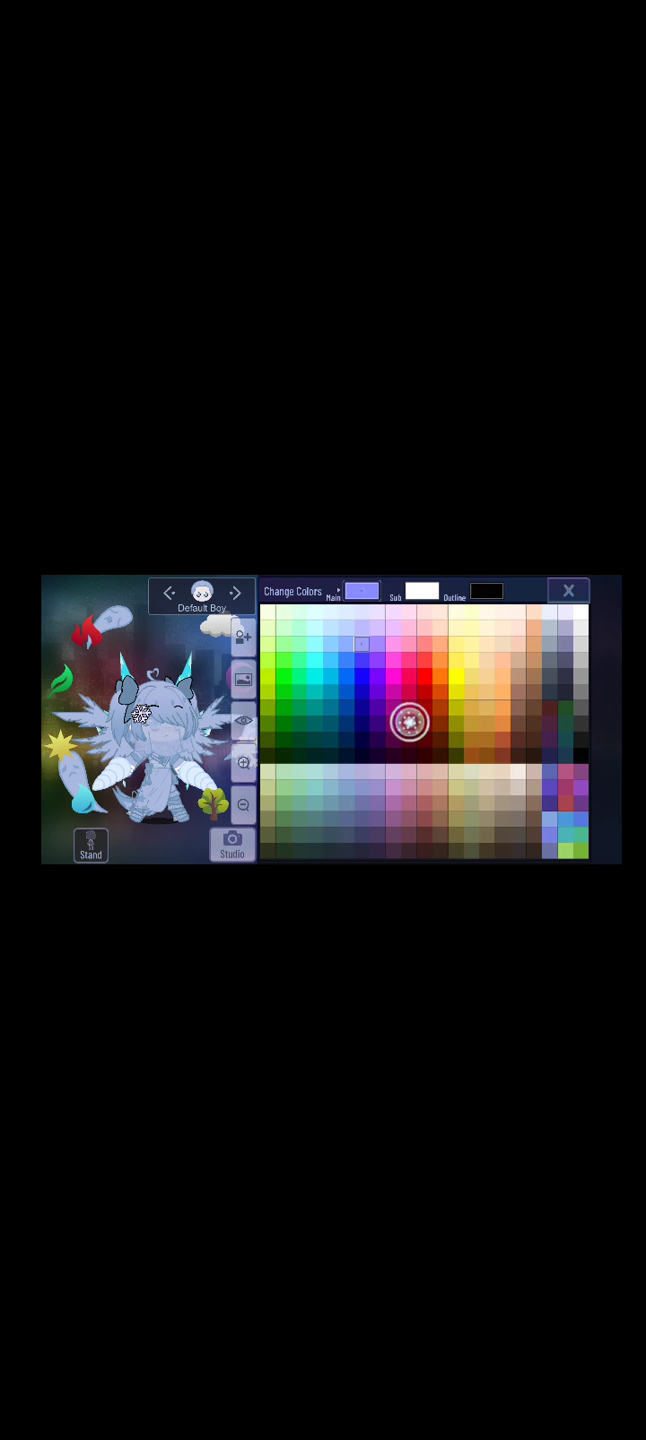 Default Boy
Change Colors
Main
Sub
Outline
X
Stand
Studio